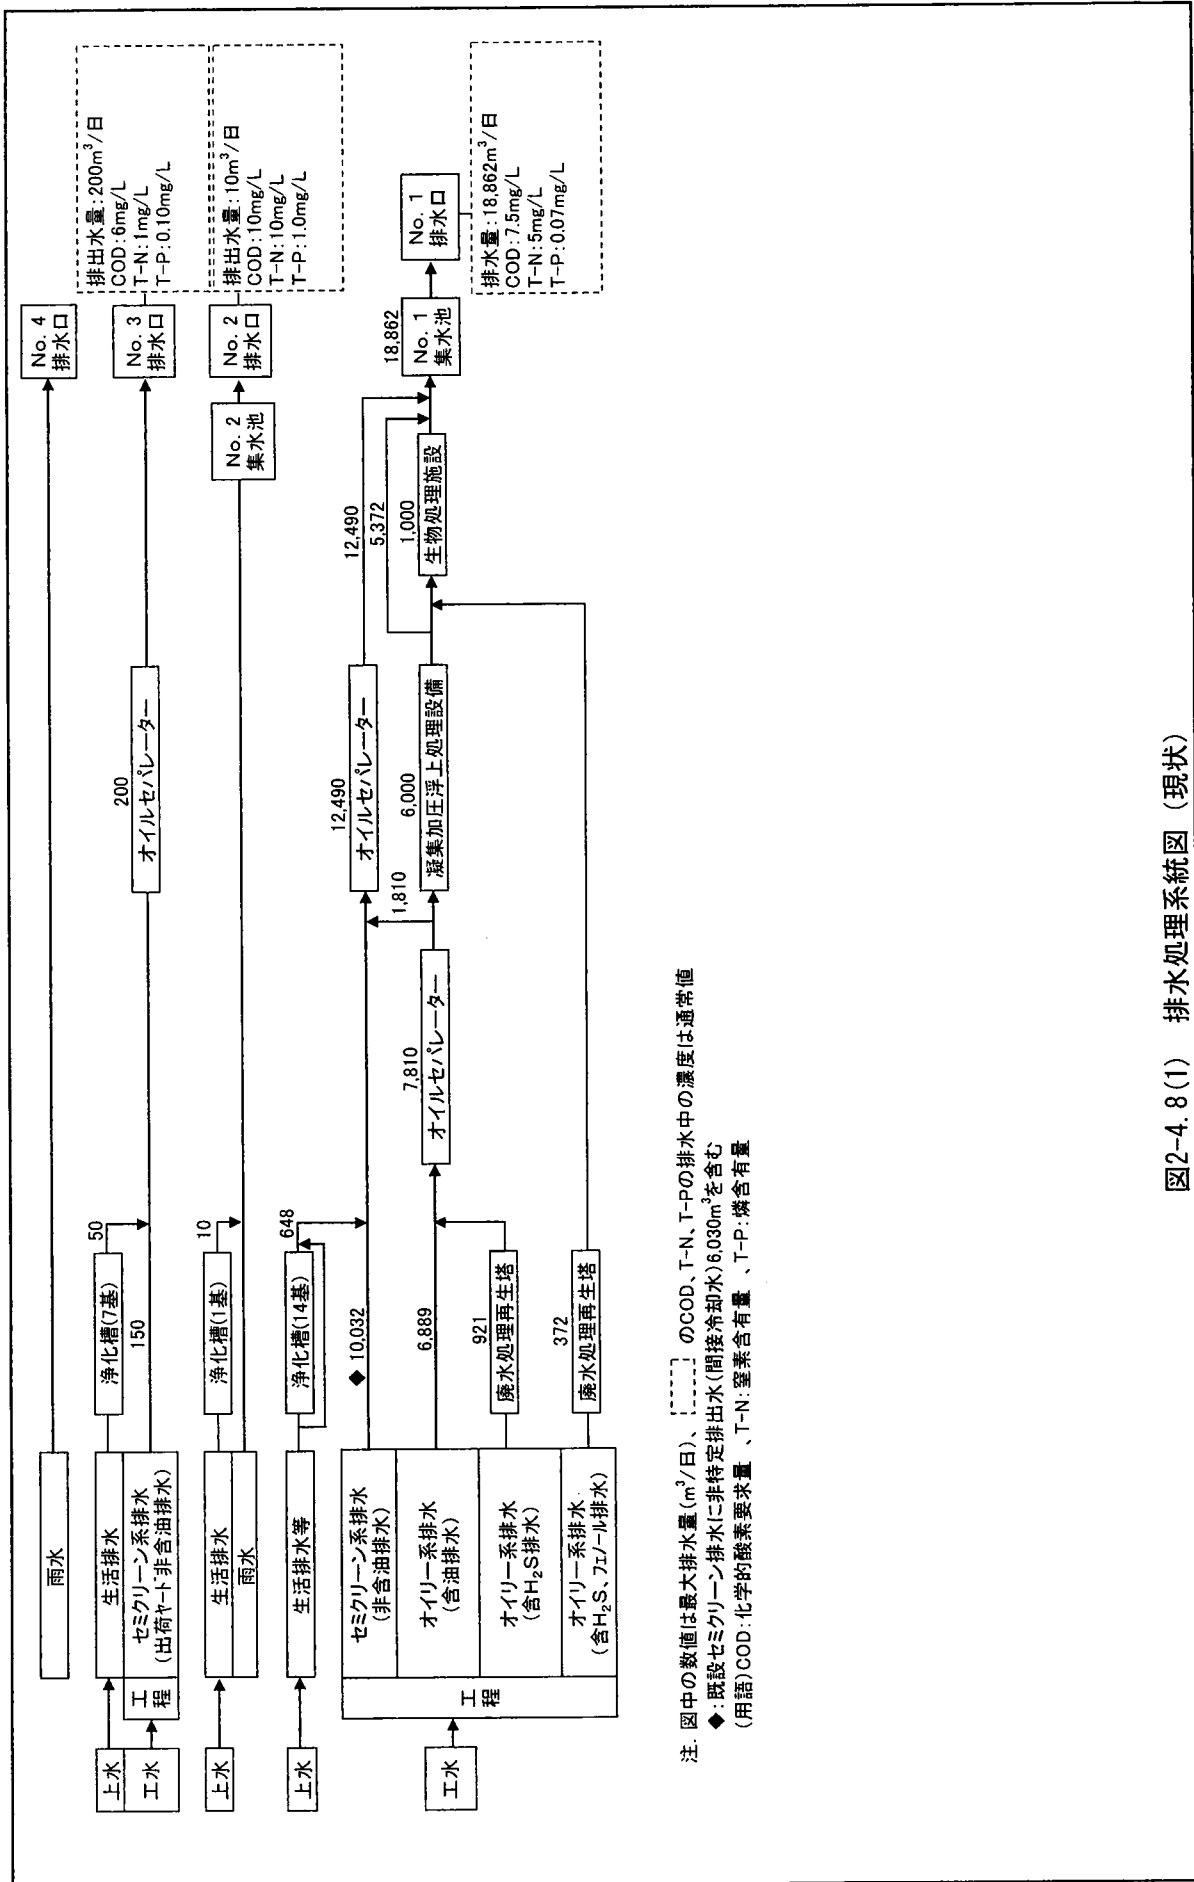 雨水
No. 4
排水口
上水
生活排水
浄化槽(7基)
50
工水
工程
セミクリーン系排水
(出荷ヤード非含油排水)
150
200
オイルセパレーター
No. 3
排水口
排出水量:200m³/日
COD:6mg/L
T-N:1mg/L
T-P:0.10mg/L
上水
生活排水
浄化槽(1基)
10
雨水
No. 2
集水池
No. 2
排水口
排出水量:10m³/日
COD:10mg/L
T-N:10mg/L
T-P:1.0mg/L
上水
生活排水等
浄化槽(14基)
648
工水
工程
セミクリーン系排水
(非含油排水)
◆ 10,032
12,490
オイルセパレーター
12,490
オイリー系排水
(含油排水)
6,889
7,810
オイルセパレーター
1,810
6,000
凝集加圧浮上処理設備
5,372
1,000
生物処理施設
18,862
No. 1
集水池
No. 1
排水口
排水量:18,862m³/日
COD:7.5mg/L
T-N:5mg/L
T-P:0.07mg/L
オイリー系排水
(含H₂S排水)
921
廃水処理再生塔
オイリー系排水
(含H₂S、フェノール排水)
372
廃水処理再生塔
注. 図中の数値は最大排水量(m³/日)、 のCOD、T-N、T-Pの排水中の濃度は通常値
◆:既設セミクリーン排水に非特定排出水(間接冷却水)6,030m³を含む
(用語)COD:化学的酸素要求量 、T-N:窒素含有量 、T-P:燐含有量
図2-4.8(1) 排水処理系統図 (現状)